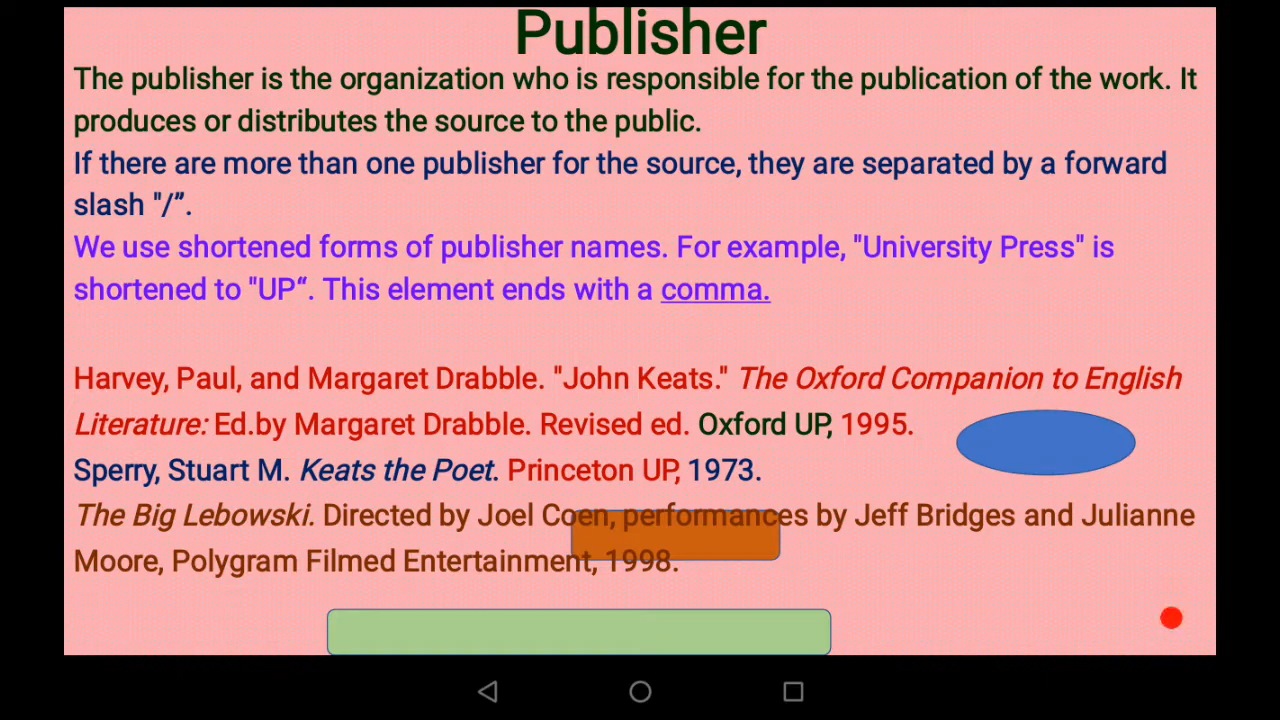 Publisher
The publisher is the organization who is responsible for the publication of the work. It
produces or distributes the source to the public.
If there are more than one publisher for the source, they are separated by a forward
slash "/”.
We use shortened forms of publisher names. For example, "University Press" is
shortened to "UP“. This element ends with a comma.
Harvey, Paul, and Margaret Drabble. "John Keats." The Oxford Companion to English
Literature: Ed.by Margaret Drabble. Revised ed. Oxford UP, 1995.
Sperry, Stuart M. Keats the Poet. Princeton UP, 1973.
The Big Lebowski. Directed by Joel Coen, performances by Jeff Bridges and Julianne
Moore, Polygram Filmed Entertainment, 1998.